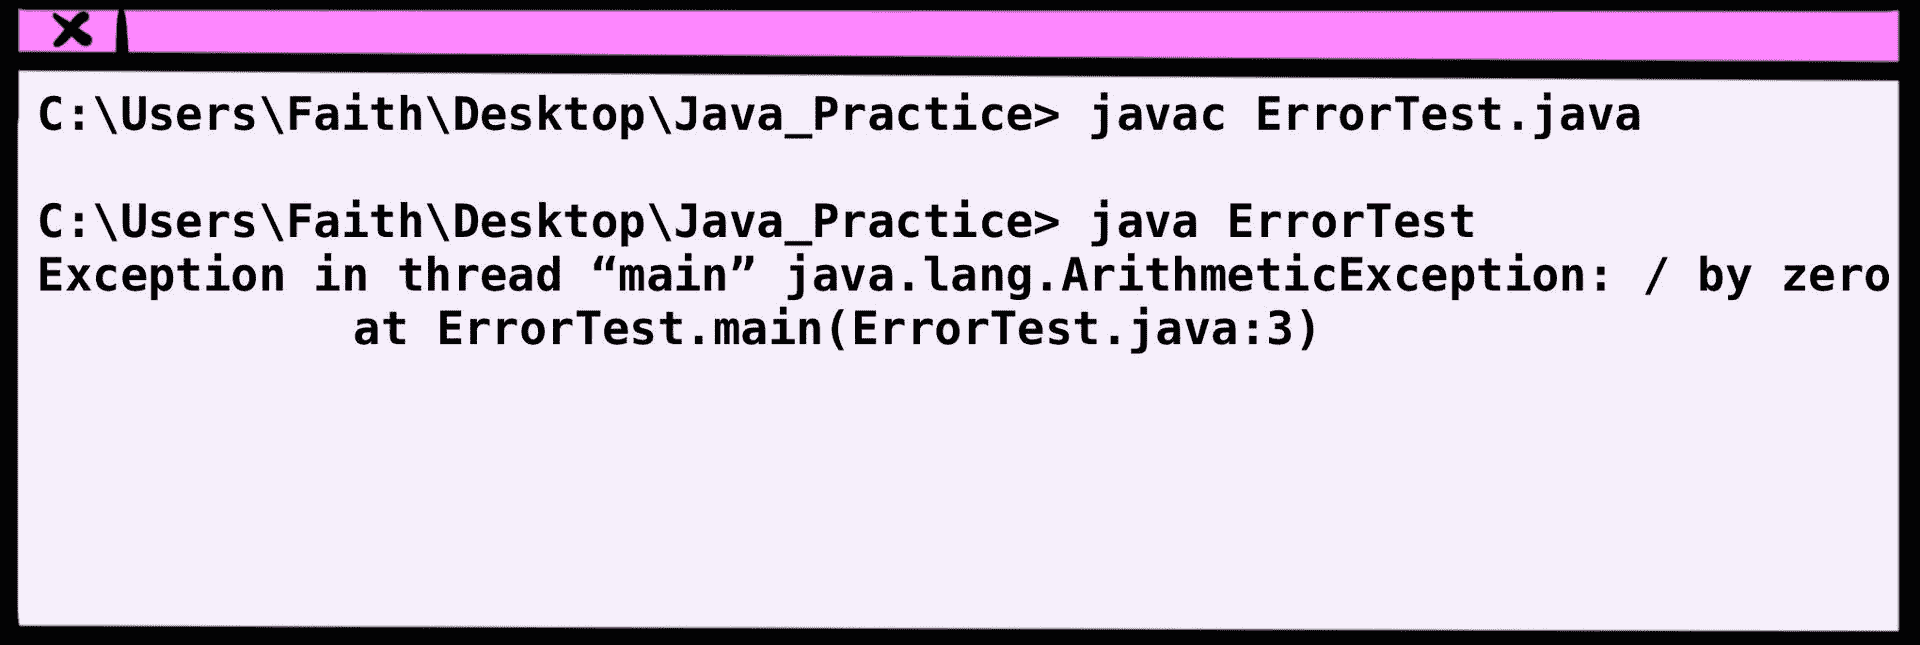 C:\Users\Faith\Desktop\Java_Practice> javac ErrorTest.java
C:\Users\Faith\Desktop\Java_Practice> java ErrorTest
Exception in thread “main” java.lang.ArithmeticException: / by zero
at ErrorTest.main(ErrorTest.java:3)